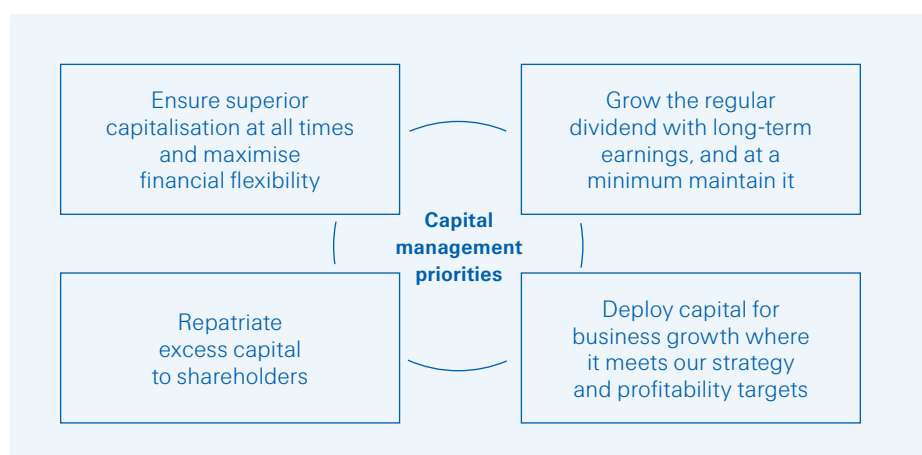 Ensure superior
capitalisation at all times
and maximise
financial flexibility
Grow the regular
dividend with long-term
earnings, and at a
minimum maintain it
Capital
management
priorities
Repatriate
excess capital
to shareholders
Deploy capital for
business growth where
it meets our strategy
and profitability targets